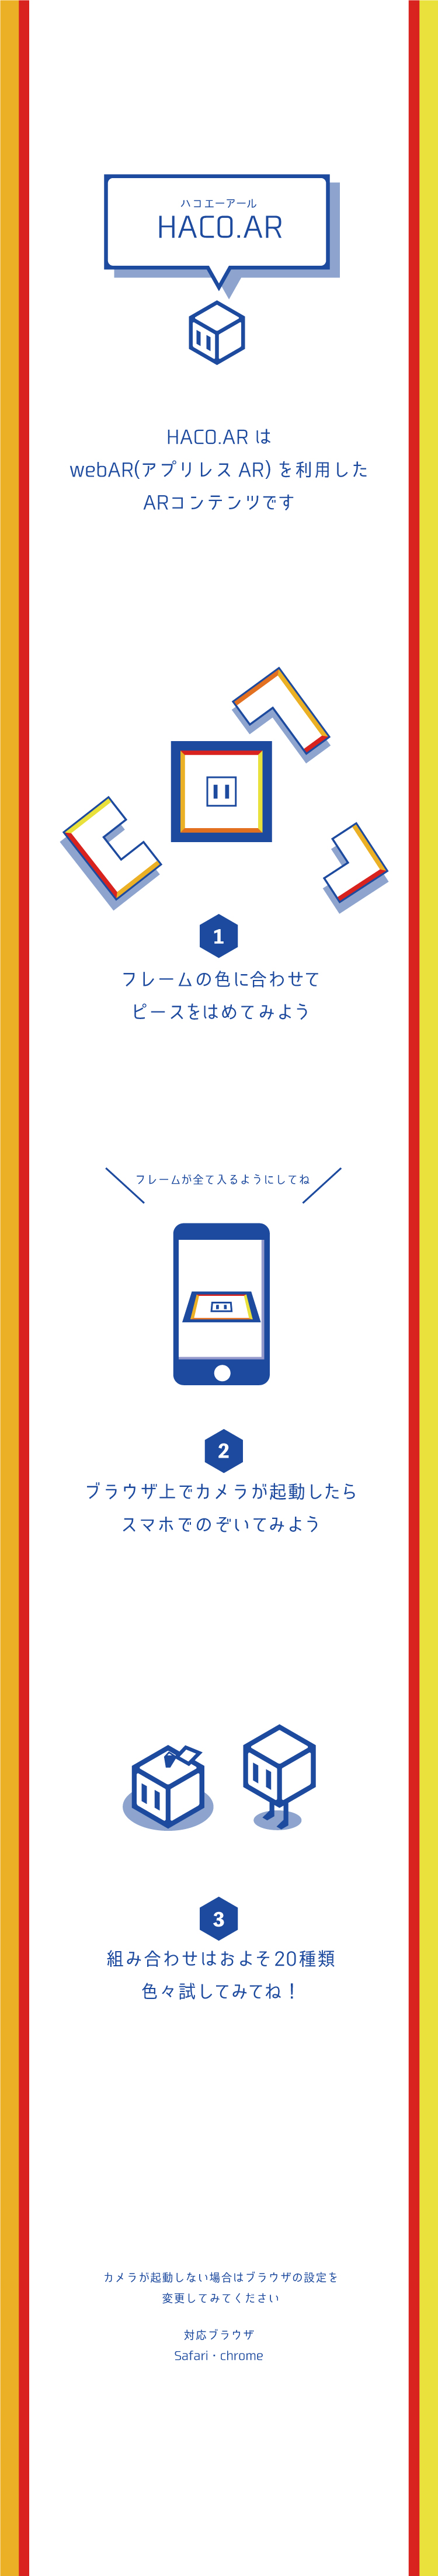 ハコエーアール
HACO.AR
HACO.AR は
webAR(アプリレス AR) を利用した
ARコンテンツです
1
フレームの色に合わせて
ピースをはめてみよう
フレームが全て入るようにしてね
2
ブラウザ上でカメラが起動したら
スマホでのぞいてみよう
3
組み合わせはおよそ20種類
色々試してみてね！
カメラが起動しない場合はブラウザの設定を
変更してみてください
対応ブラウザ
Safari・chrome